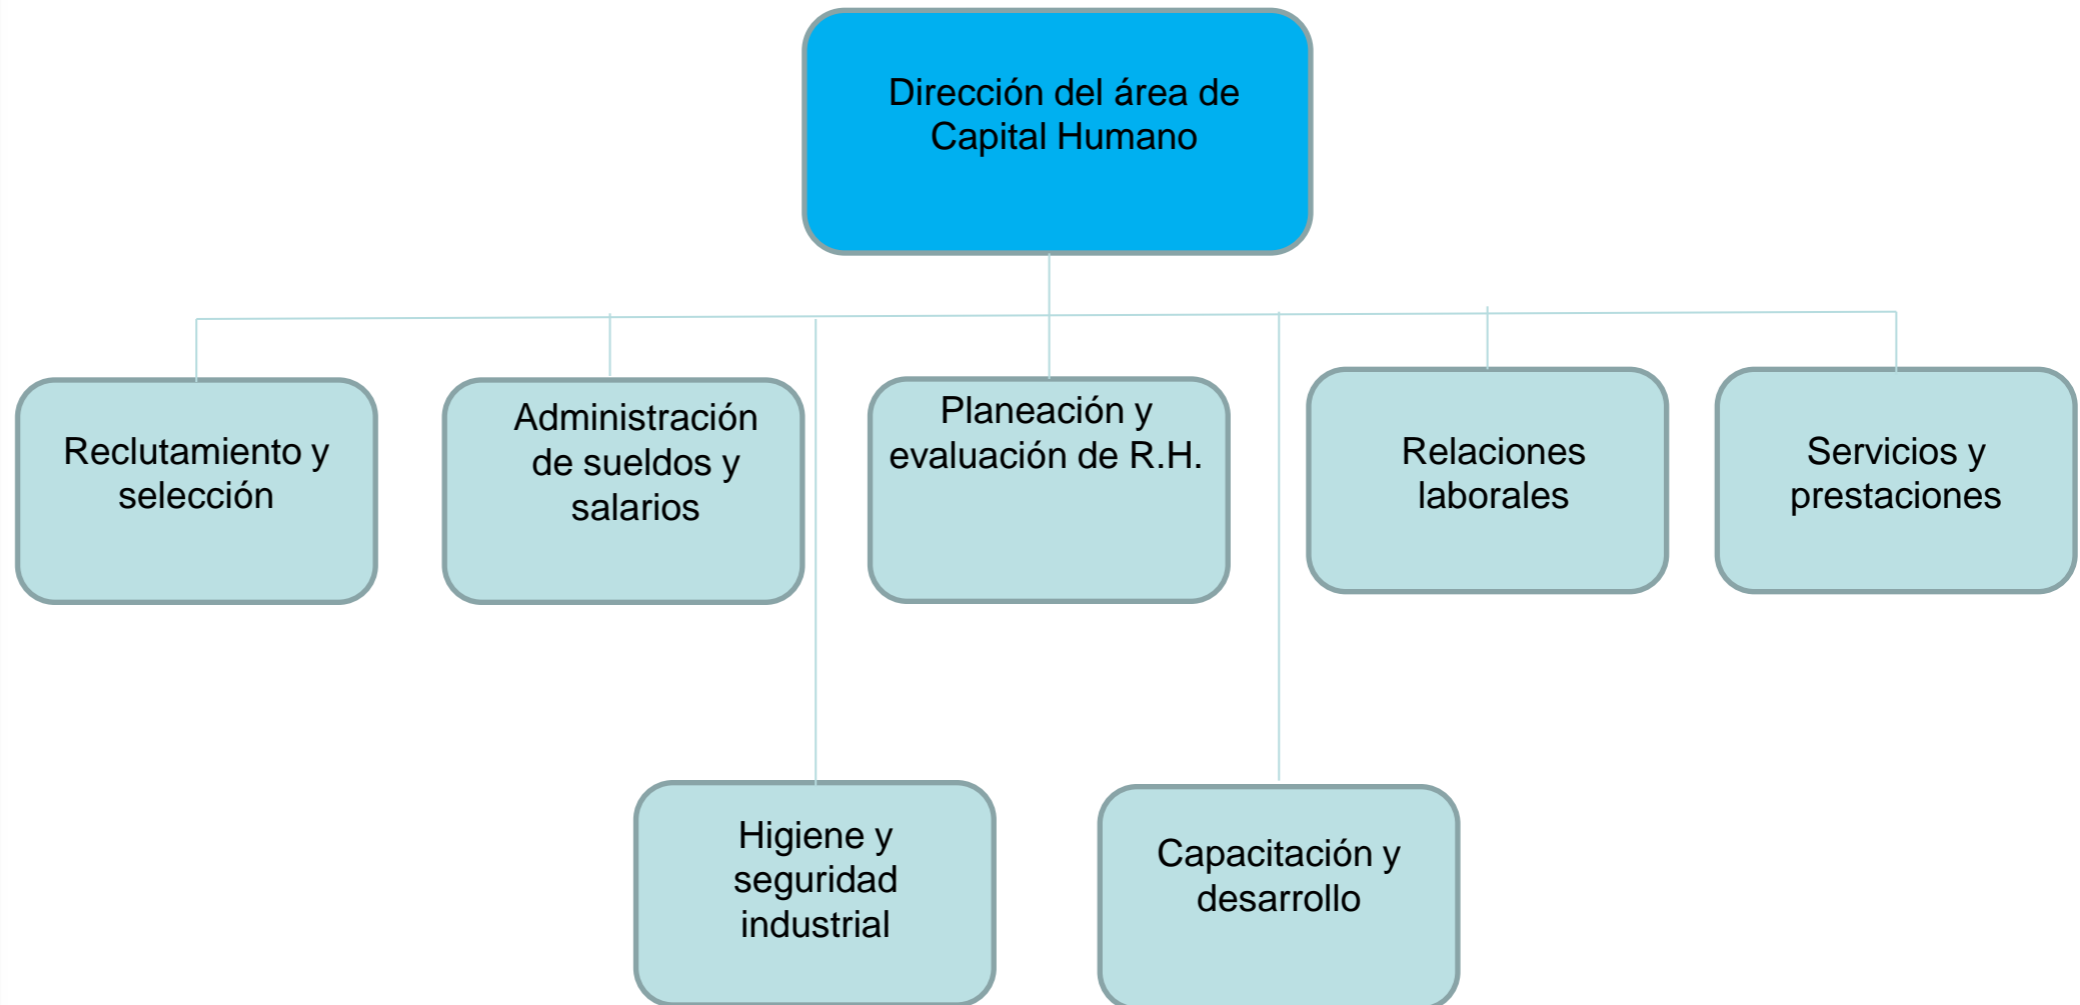 Dirección del área de
Capital Humano
Reclutamiento y
selección
Administración
de sueldos y
salarios
Planeación y
evaluación de R.H.
Relaciones
laborales
Servicios y
prestaciones
Higiene y
seguridad
industrial
Capacitación y
desarrollo